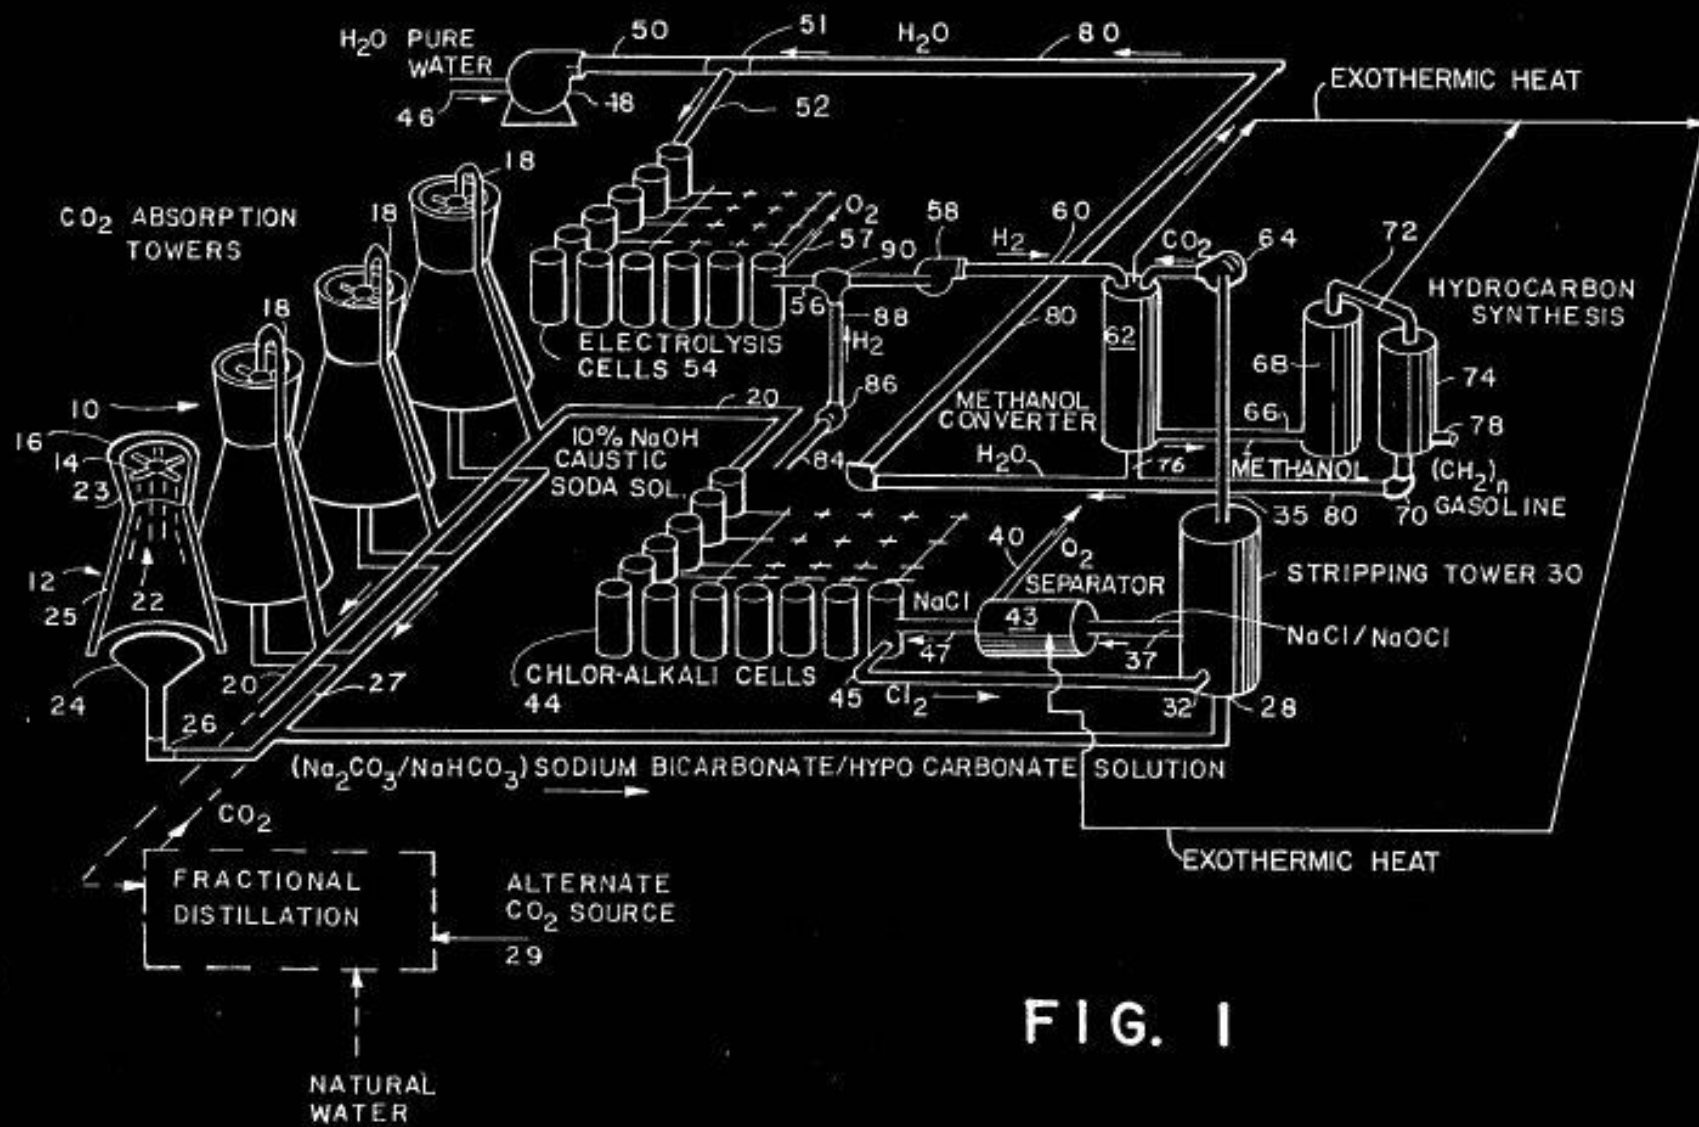 H2O PURE
WATER
46
50
51
H2O
80
18
52
EXOTHERMIC HEAT
CO2 ABSORPTION
TOWERS
18
18
18
O2
57
58
90
H2
60
CO2
64
72
HYDROCARBON
SYNTHESIS
56
88
H2
80
62
68
74
ELECTROLYSIS
CELLS 54
86
10
16
14
23
20
10% NaOH
CAUSTIC
SODA SOL.
84
METHANOL
CONVERTER
66
78
H2O
76
METHANOL
(CH2)n
GASOLINE
35
80
70
40
O2
SEPARATOR
STRIPPING TOWER 30
12
25
22
NaCl
43
NaCl/NaOCl
47
37
24
20
27
CHLOR-ALKALI CELLS
44
45
Cl2
32
28
26
(Na2CO3/NaHCO3) SODIUM BICARBONATE/HYPO CARBONATE SOLUTION
CO2
EXOTHERMIC HEAT
FRACTIONAL
DISTILLATION
ALTERNATE
CO2 SOURCE
29
NATURAL
WATER
FIG. 1